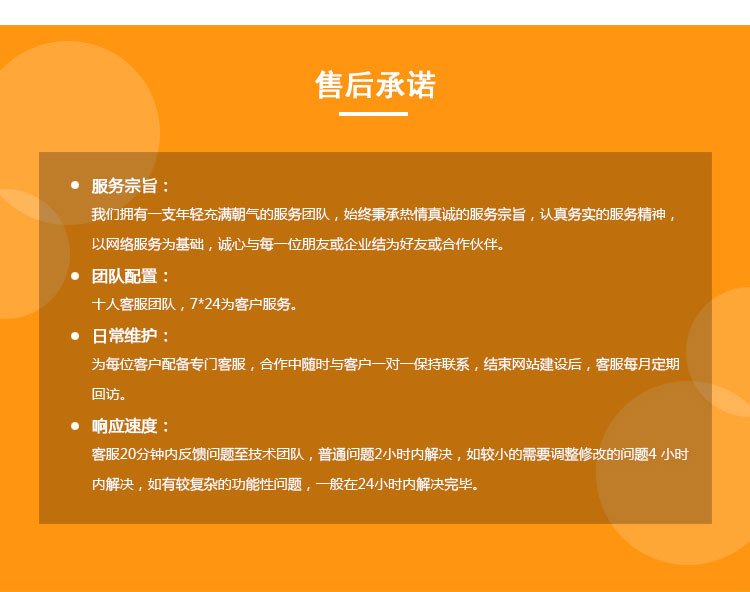 售后承诺
服务宗旨：
我们拥有一支年轻充满朝气的服务团队，始终秉承热情真诚的服务宗旨，认真务实的服务精神，
以网络服务为基础，诚心与每一位朋友或企业结为好友或合作伙伴。
团队配置：
十人客服团队，7*24为客户服务。
日常维护：
为每位客户配备专门客服，合作中随时与客户一对一保持联系，结束网站建设后，客服每月定期
回访。
响应速度：
客服20分钟内反馈问题至技术团队，普通问题2小时内解决，如较小的需要调整修改的问题4 小时
内解决，如有较复杂的功能性问题，一般在24小时内解决完毕。